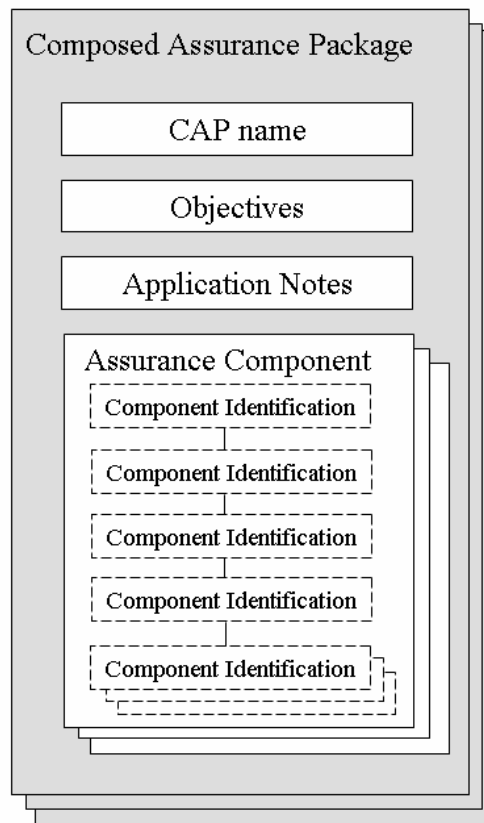 Composed Assurance Package
CAP name
Objectives
Application Notes
Assurance Component
Component Identification
Component Identification
Component Identification
Component Identification
Component Identification